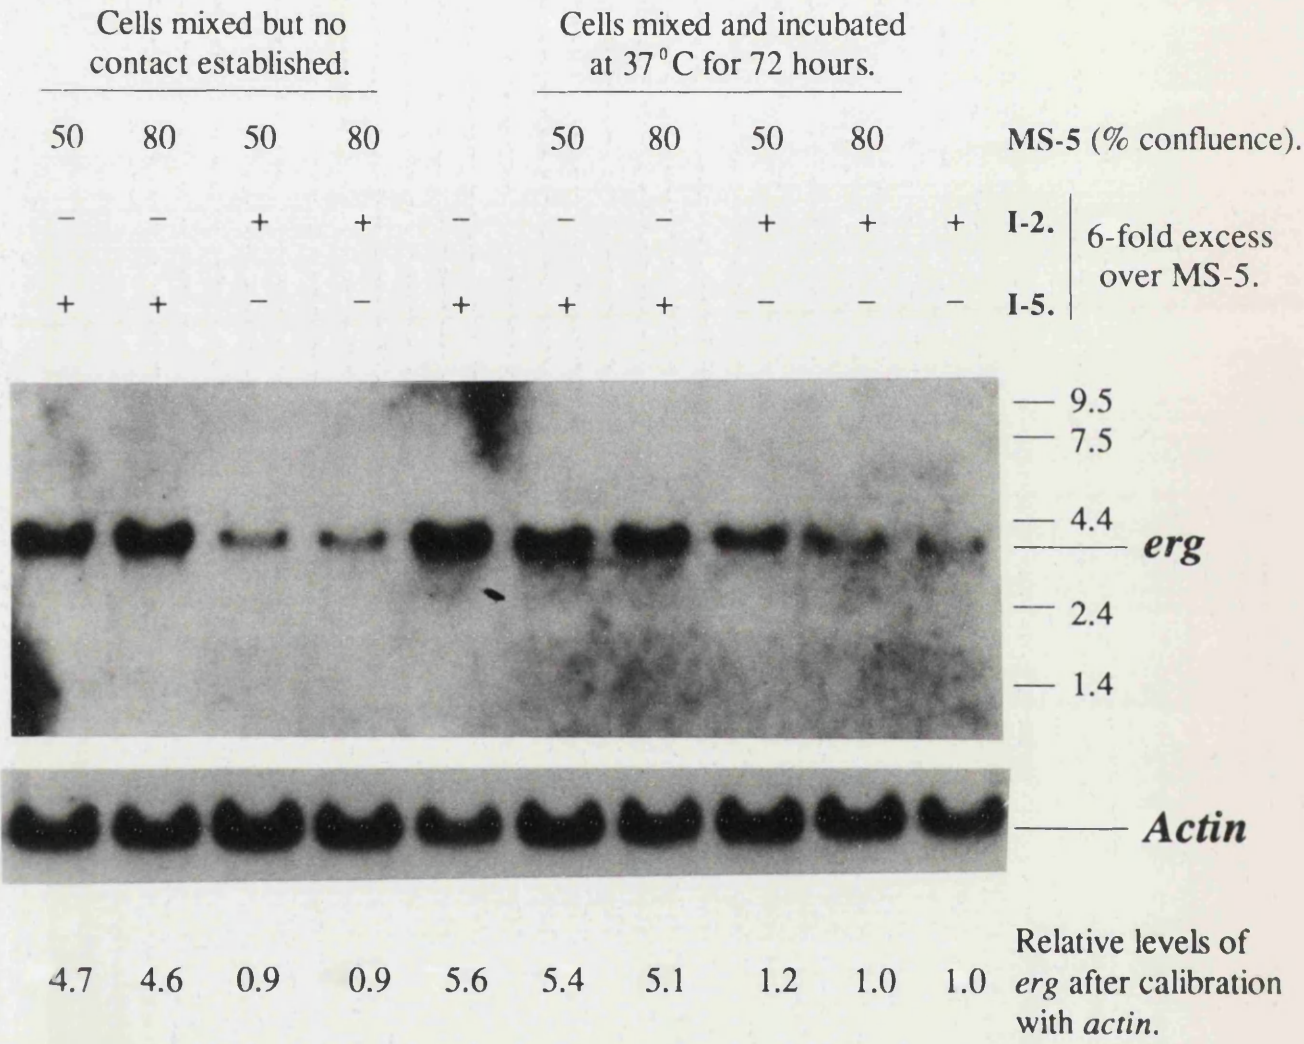 Cells mixed but no
contact established.
Cells mixed and incubated
at 37⁰C for 72 hours.
50 80 50 80 50 80 50 80 MS-5 (% confluence).
− − + + − − − + + + I-2.
6-fold excess
over MS-5.
+ + − − + + + − − − I-5.
9.5
7.5
4.4
erg
2.4
1.4
Actin
4.7 4.6 0.9 0.9 5.6 5.4 5.1 1.2 1.0 1.0
Relative levels of
erg after calibration
with actin.